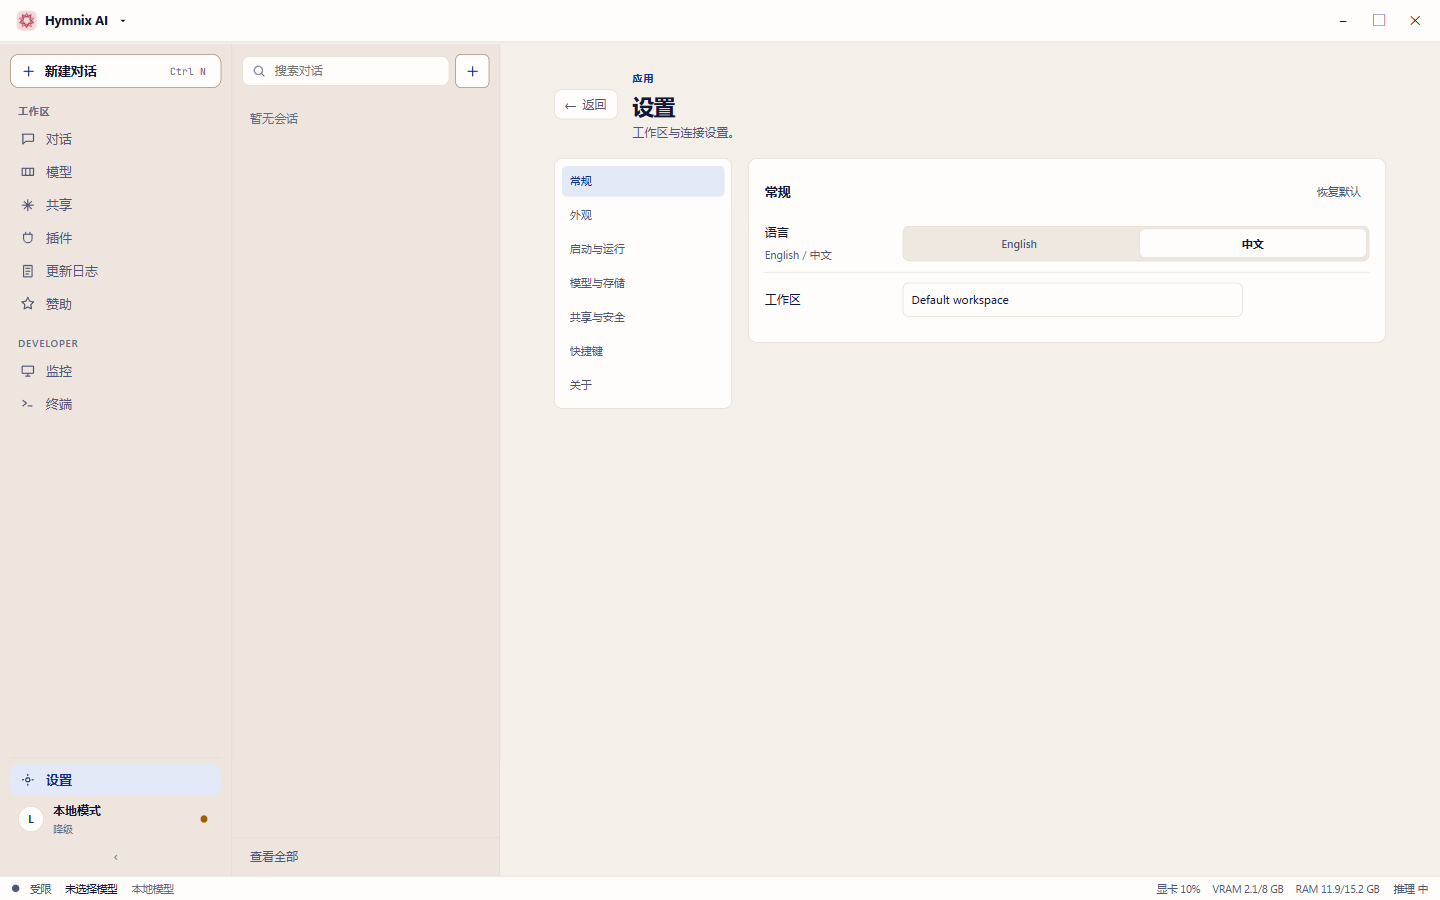 Hymnix AI
新建对话 Ctrl N
工作区
对话
模型
共享
插件
更新日志
赞助
DEVELOPER
监控
终端
设置
L 本地模式
降级
搜索对话
暂无会话
查看全部
应用
← 返回
设置
工作区与连接设置。
常规
外观
启动与运行
模型与存储
共享与安全
快捷键
关于
常规 恢复默认
语言
English / 中文
English 中文
工作区 Default workspace
受限 未选择模型 本地模型 显卡 10% VRAM 2.1/8 GB RAM 11.9/15.2 GB 推理 中